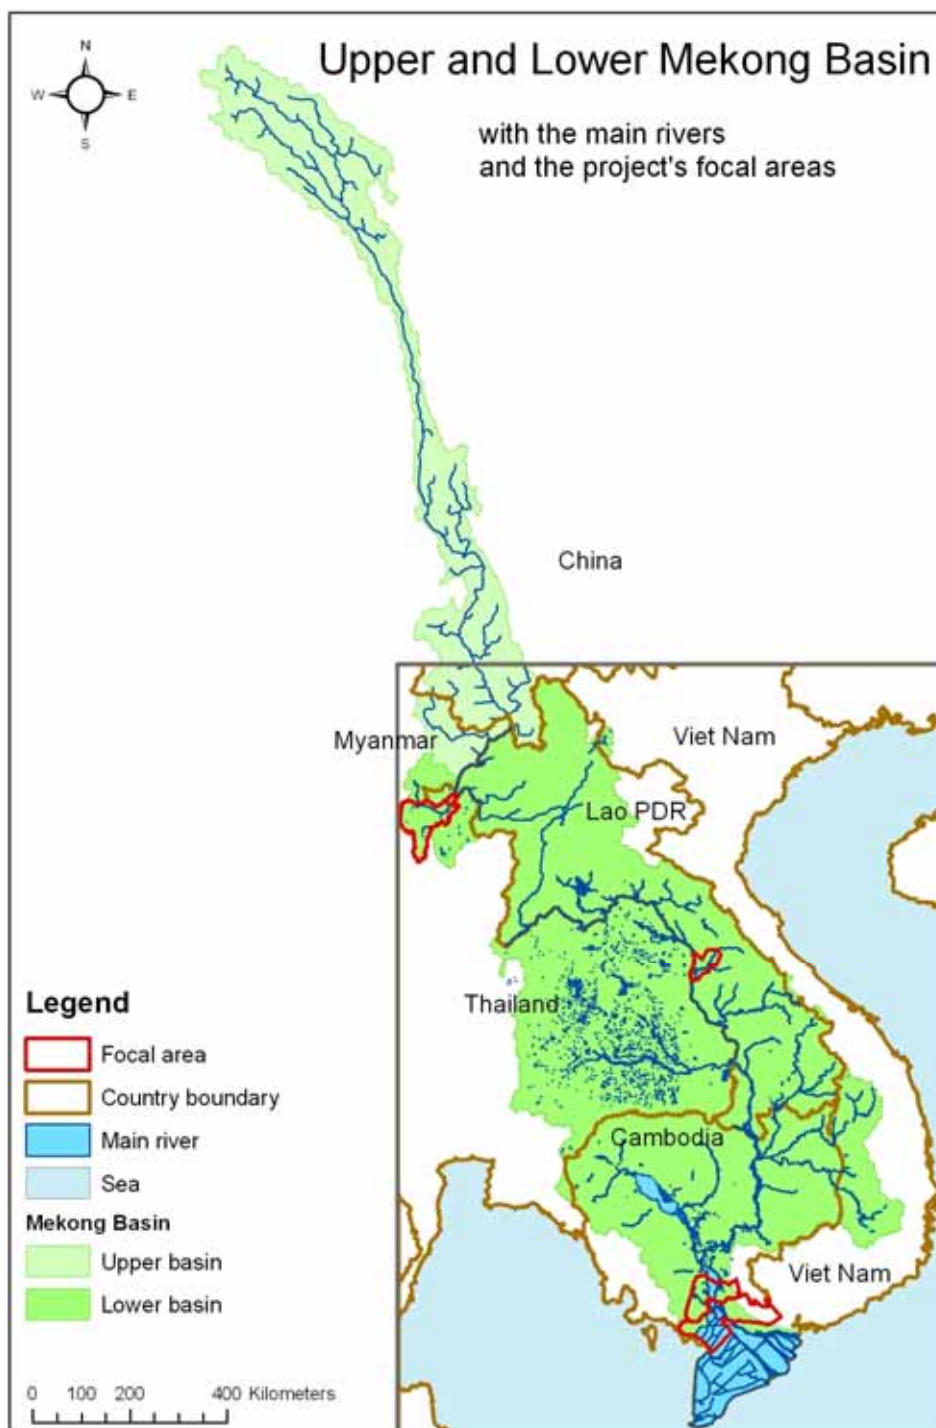 Upper and Lower Mekong Basin
with the main rivers
and the project's focal areas
N
W
E
S
China
Myanmar
Viet Nam
Lao PDR
Thailand
Cambodia
Viet Nam
Legend
Focal area
Country boundary
Main river
Sea
Mekong Basin
Upper basin
Lower basin
0 100 200 400 Kilometers